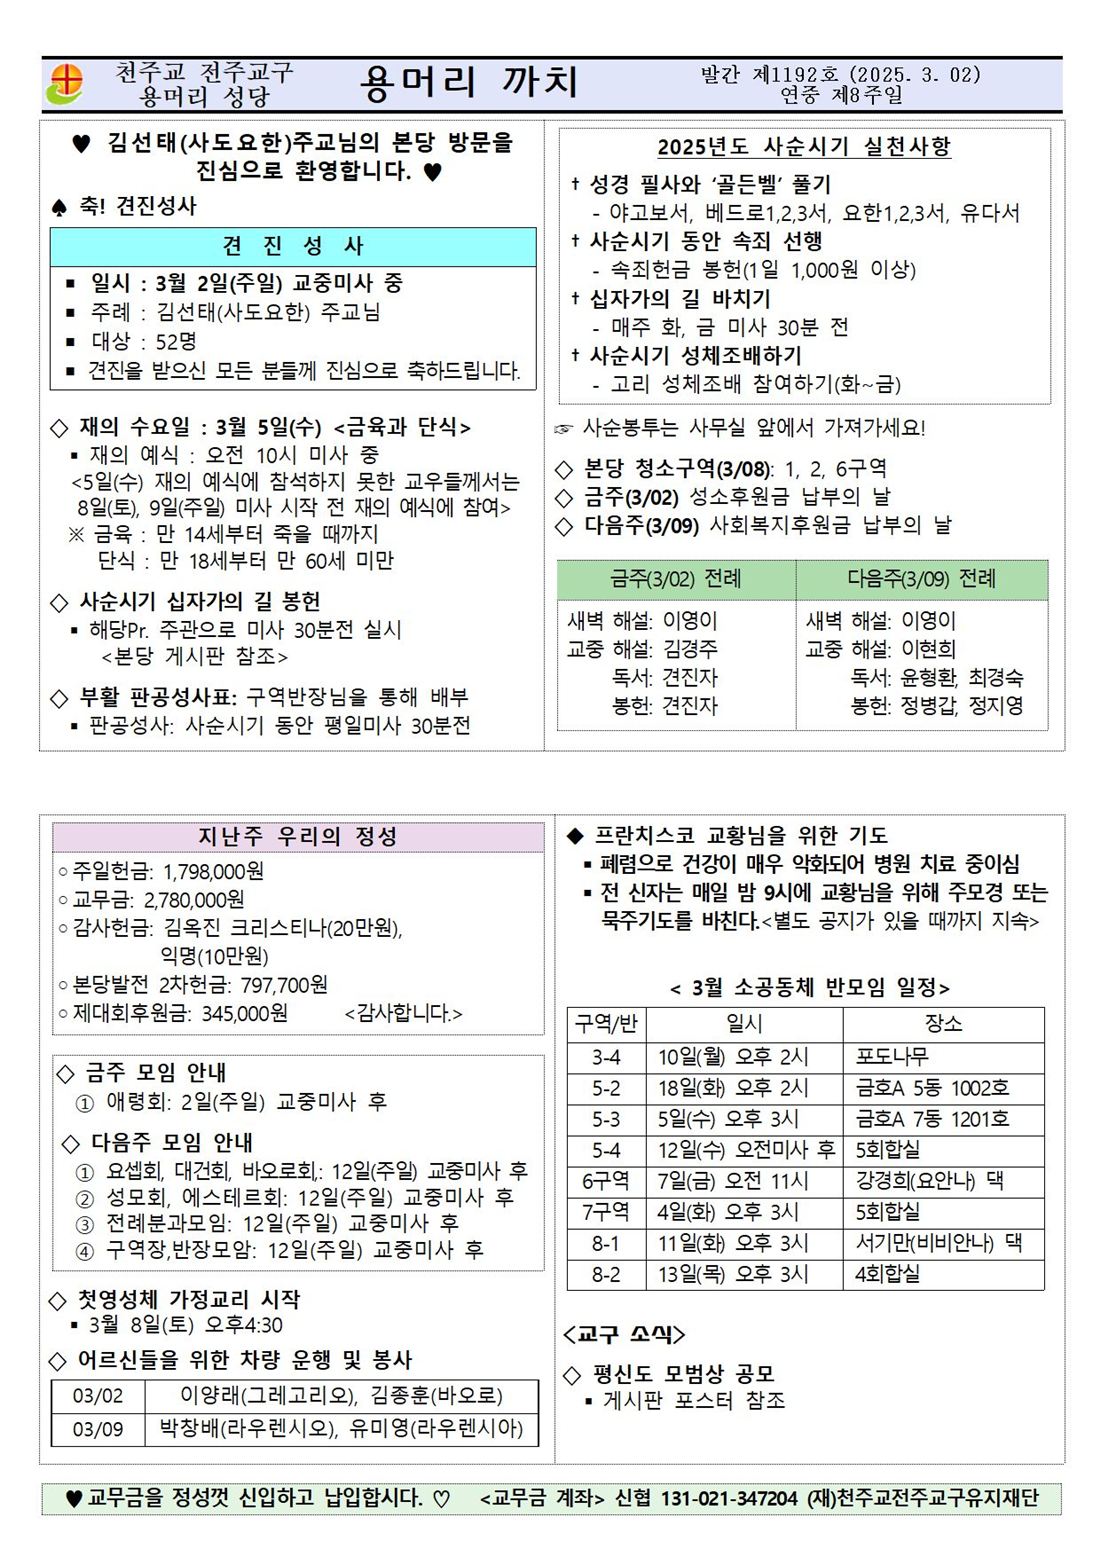 천주교 전주교구
용머리 성당
용머리 까치
발간 제1192호 (2025. 3. 02)
연중 제8주일
♥ 김선태(사도요한)주교님의 본당 방문을
진심으로 환영합니다. ♥
♠ 축! 견진성사
견 진 성 사
▪ 일시 : 3월 2일(주일) 교중미사 중
▪ 주례 : 김선태(사도요한) 주교님
▪ 대상 : 52명
▪ 견진을 받으신 모든 분들께 진심으로 축하드립니다.
◇ 재의 수요일 : 3월 5일(수) <금육과 단식>
▪ 재의 예식 : 오전 10시 미사 중
<5일(수) 재의 예식에 참석하지 못한 교우들께서는
8일(토), 9일(주일) 미사 시작 전 재의 예식에 참여>
※ 금육 : 만 14세부터 죽을 때까지
단식 : 만 18세부터 만 60세 미만
◇ 사순시기 십자가의 길 봉헌
▪ 해당Pr. 주관으로 미사 30분전 실시
<본당 게시판 참조>
◇ 부활 판공성사표: 구역반장님을 통해 배부
▪ 판공성사: 사순시기 동안 평일미사 30분전
2025년도 사순시기 실천사항
† 성경 필사와 ‘골든벨’ 풀기
- 야고보서, 베드로1,2,3서, 요한1,2,3서, 유다서
† 사순시기 동안 속죄 선행
- 속죄헌금 봉헌(1일 1,000원 이상)
† 십자가의 길 바치기
- 매주 화, 금 미사 30분 전
† 사순시기 성체조배하기
- 고리 성체조배 참여하기(화~금)
☞ 사순봉투는 사무실 앞에서 가져가세요!
◇ 본당 청소구역(3/08): 1, 2, 6구역
◇ 금주(3/02) 성소후원금 납부의 날
◇ 다음주(3/09) 사회복지후원금 납부의 날
금주(3/02) 전례 다음주(3/09) 전례
새벽 해설: 이영이 새벽 해설: 이영이
교중 해설: 김경주 교중 해설: 이현희
독서: 견진자 독서: 윤형환, 최경숙
봉헌: 견진자 봉헌: 정병갑, 정지영
지난주 우리의 정성
○ 주일헌금: 1,798,000원
○ 교무금: 2,780,000원
○ 감사헌금: 김옥진 크리스티나(20만원),
익명(10만원)
○ 본당발전 2차헌금: 797,700원
○ 제대회후원금: 345,000원 <감사합니다.>
◇ 금주 모임 안내
① 애령회: 2일(주일) 교중미사 후
◇ 다음주 모임 안내
① 요셉회, 대건회, 바오로회,: 12일(주일) 교중미사 후
② 성모회, 에스테르회: 12일(주일) 교중미사 후
③ 전례분과모임: 12일(주일) 교중미사 후
④ 구역장,반장모암: 12일(주일) 교중미사 후
◇ 첫영성체 가정교리 시작
▪ 3월 8일(토) 오후4:30
◇ 어르신들을 위한 차량 운행 및 봉사
03/02 이양래(그레고리오), 김종훈(바오로)
03/09 박창배(라우렌시오), 유미영(라우렌시아)
◆ 프란치스코 교황님을 위한 기도
▪ 폐렴으로 건강이 매우 악화되어 병원 치료 중이심
▪ 전 신자는 매일 밤 9시에 교황님을 위해 주모경 또는
묵주기도를 바친다.<별도 공지가 있을 때까지 지속>
< 3월 소공동체 반모임 일정>
구역/반 일시 장소
3-4 10일(월) 오후 2시 포도나무
5-2 18일(화) 오후 2시 금호A 5동 1002호
5-3 5일(수) 오후 3시 금호A 7동 1201호
5-4 12일(수) 오전미사 후 5회합실
6구역 7일(금) 오전 11시 강경희(요안나) 댁
7구역 4일(화) 오후 3시 5회합실
8-1 11일(화) 오후 3시 서기만(비비안나) 댁
8-2 13일(목) 오후 3시 4회합실
<교구 소식>
◇ 평신도 모범상 공모
▪ 게시판 포스터 참조
♥교무금을 정성껏 신입하고 납입합시다. ♡ <교무금 계좌> 신협 131-021-347204 (재)천주교전주교구유지재단